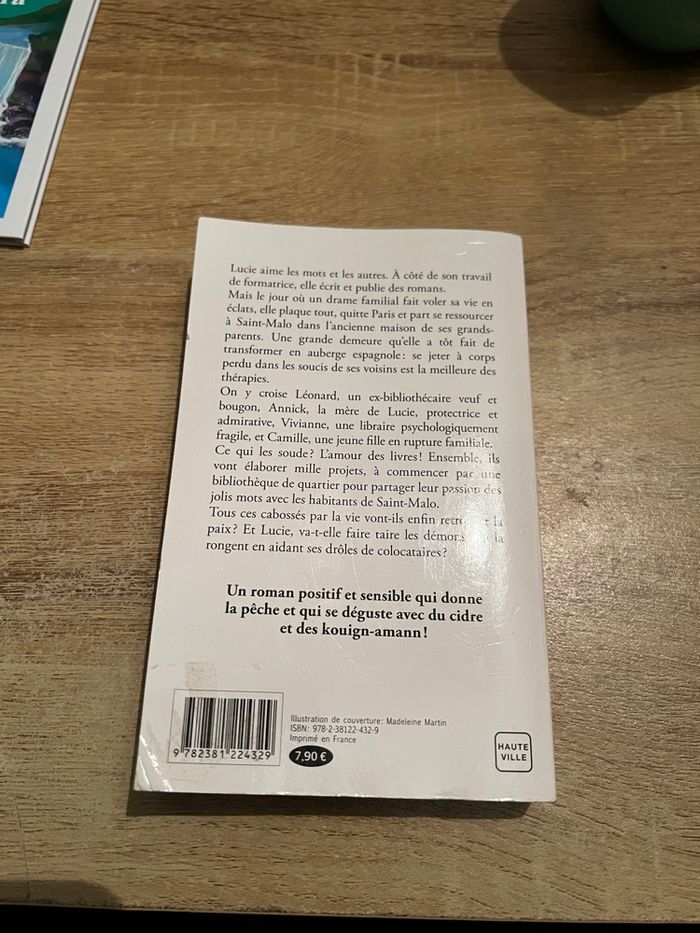 Lucie aime les mots et les autres. À côté de son travail
de formatrice, elle écrit et publie des romans.
Mais le jour où un drame familial fait voler sa vie en
éclats, elle plaque tout, quitte Paris et part se ressourcer
à Saint-Malo dans l'ancienne maison de ses grands-
parents. Une grande demeure qu'elle a tôt fait de
transformer en auberge espagnole : se jeter à corps
perdu dans les soucis de ses voisins est la meilleure des
thérapies.
On y croise Léonard, un ex-bibliothécaire veuf et
bougon, Annick, la mère de Lucie, protectrice et
admirative, Vivianne, une libraire psychologiquement
fragile, et Camille, une jeune fille en rupture familiale.
Ce qui les soude ? L'amour des livres ! Ensemble, ils
vont élaborer mille projets, à commencer par une
bibliothèque de quartier pour partager leur passion des
jolis mots avec les habitants de Saint-Malo.
Tous ces cabossés par la vie vont-ils enfin la
paix ? Et Lucie, va-t-elle faire taire les la
rongent en aidant ses drôles de colocataires ?
Un roman positif et sensible qui donne
la pêche et qui se déguste avec du cidre
et des kouign-amann !
Illustration de couverture : Madeleine Martin
ISBN : 978-2-38122-432-9
Imprimé en France
7,90 €
9 782381 224329
HAUTE
VILLE